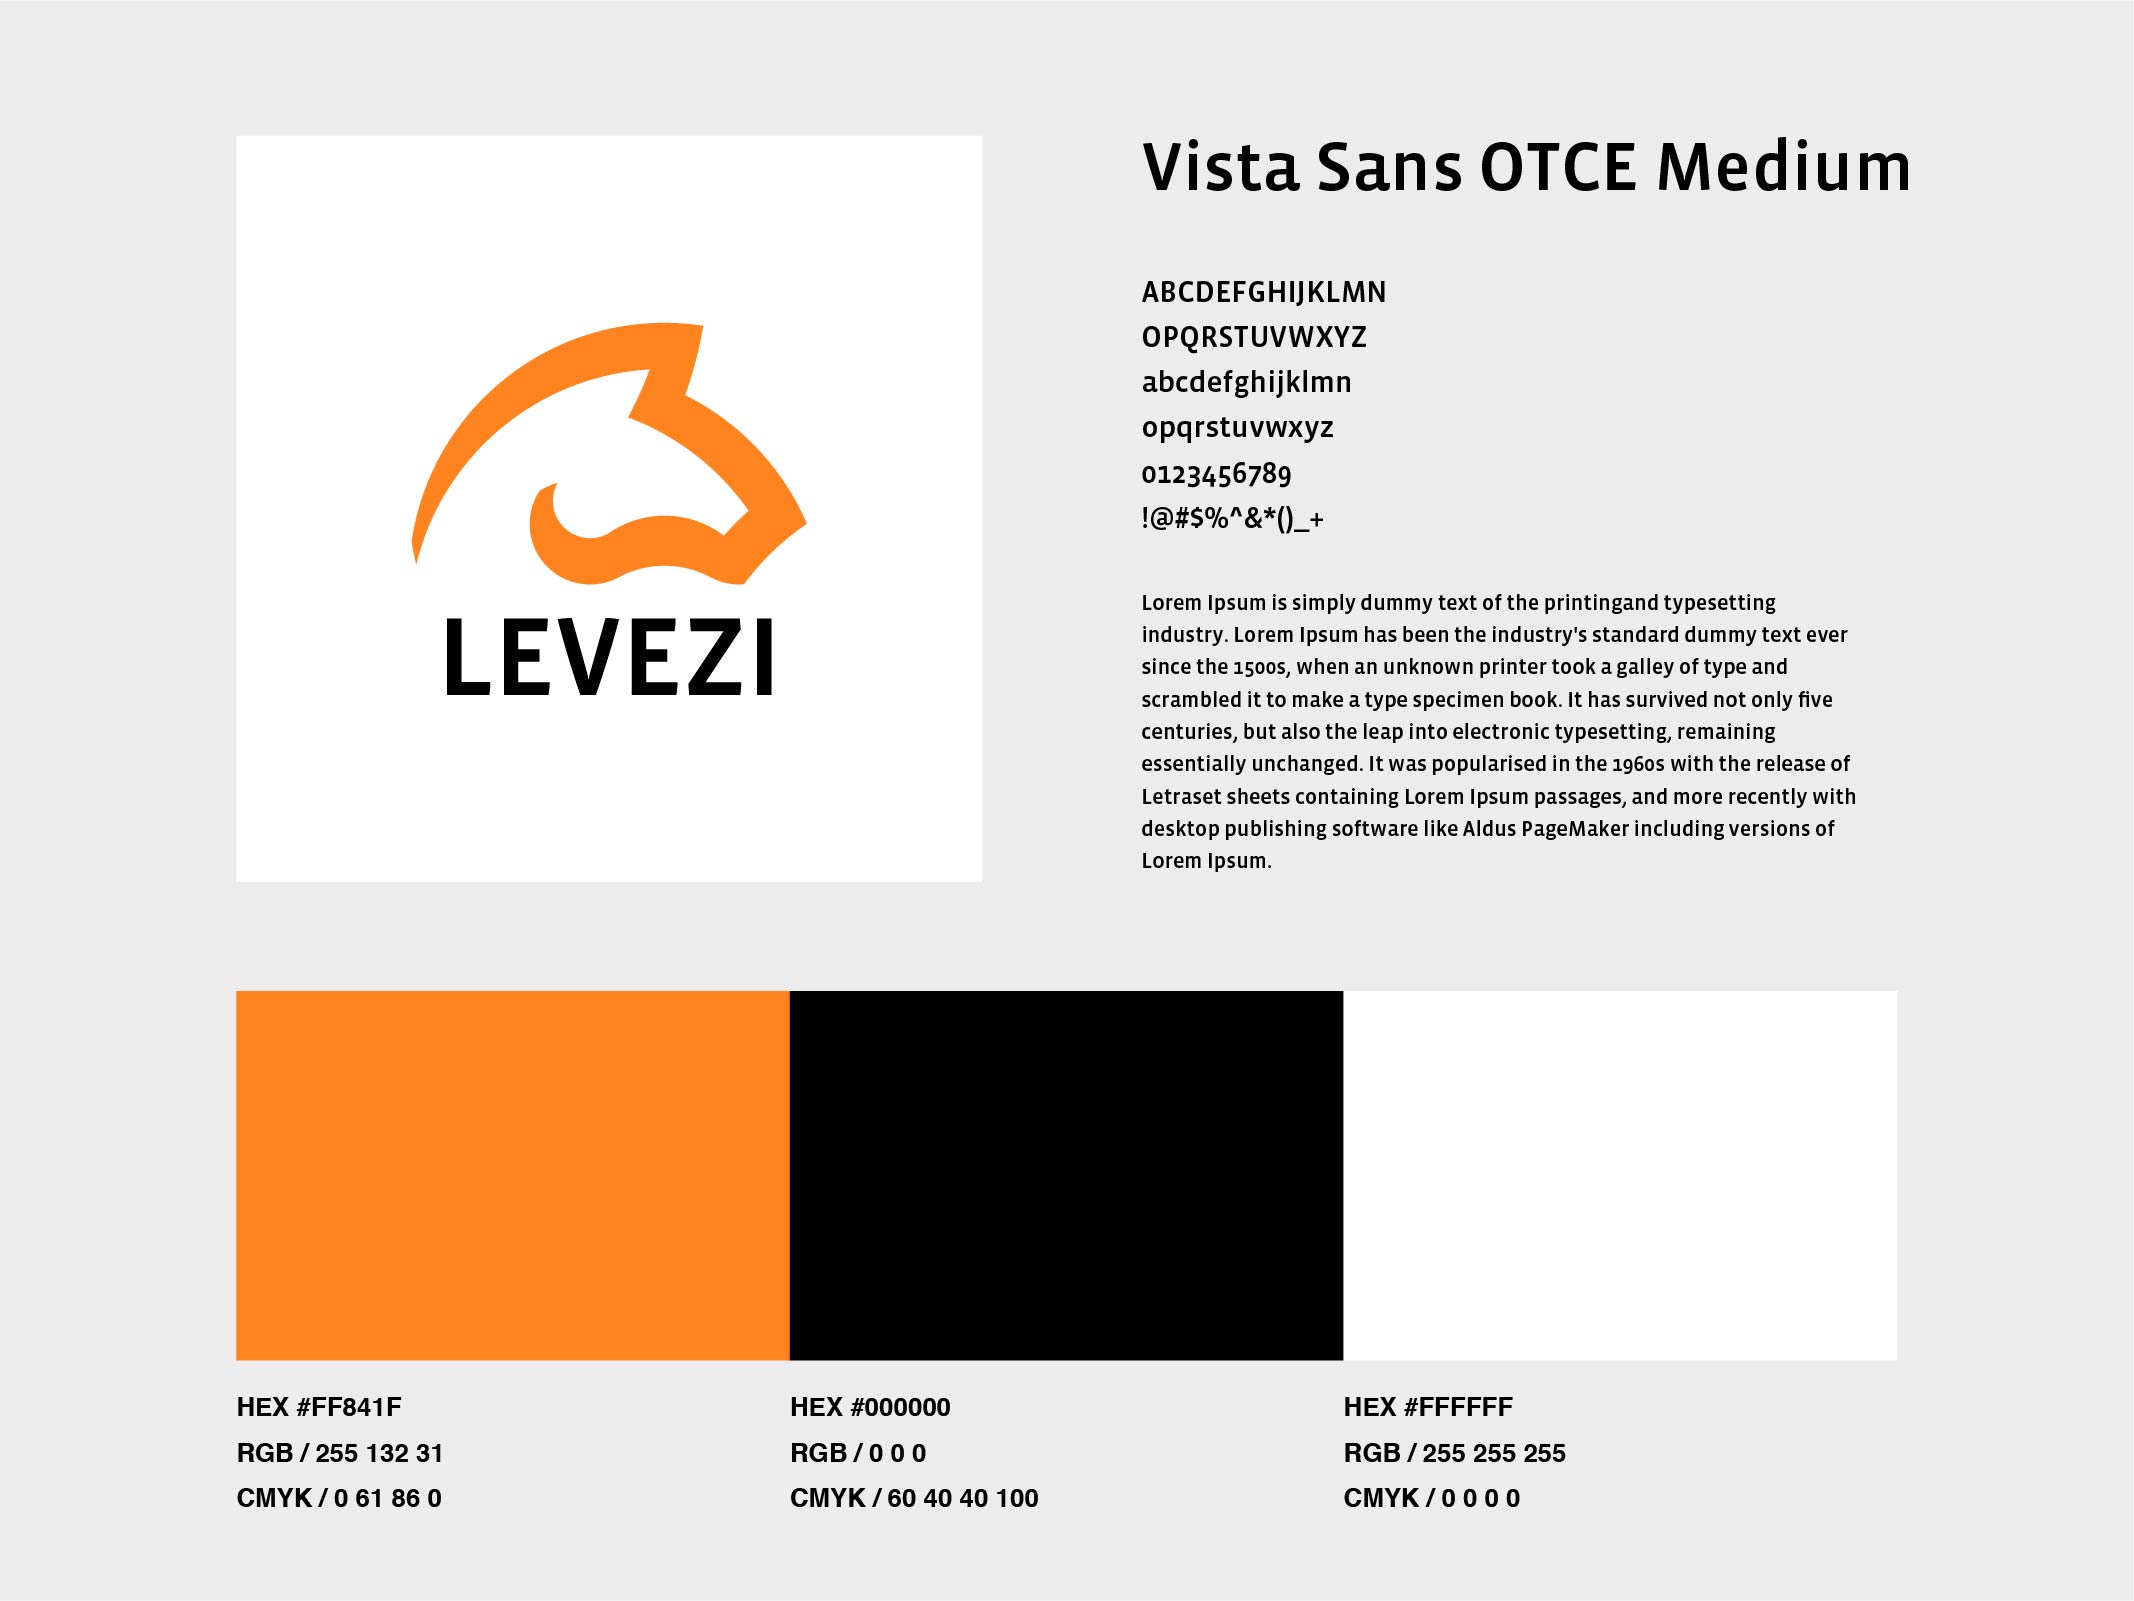 LEVEZI
Vista Sans OTCE Medium
ABCDEFGHIJKLMN
OPQRSTUVWXYZ
abcdefghijklmn
opqrstuvwxyz
0123456789
!@#$%^&*()_+
Lorem Ipsum is simply dummy text of the printingand typesetting
industry. Lorem Ipsum has been the industry's standard dummy text ever
since the 1500s, when an unknown printer took a galley of type and
scrambled it to make a type specimen book. It has survived not only five
centuries, but also the leap into electronic typesetting, remaining
essentially unchanged. It was popularised in the 1960s with the release of
Letraset sheets containing Lorem Ipsum passages, and more recently with
desktop publishing software like Aldus PageMaker including versions of
Lorem Ipsum.
HEX #FF841F
RGB / 255 132 31
CMYK / 0 61 86 0
HEX #000000
RGB / 0 0 0
CMYK / 60 40 40 100
HEX #FFFFFF
RGB / 255 255 255
CMYK / 0 0 0 0